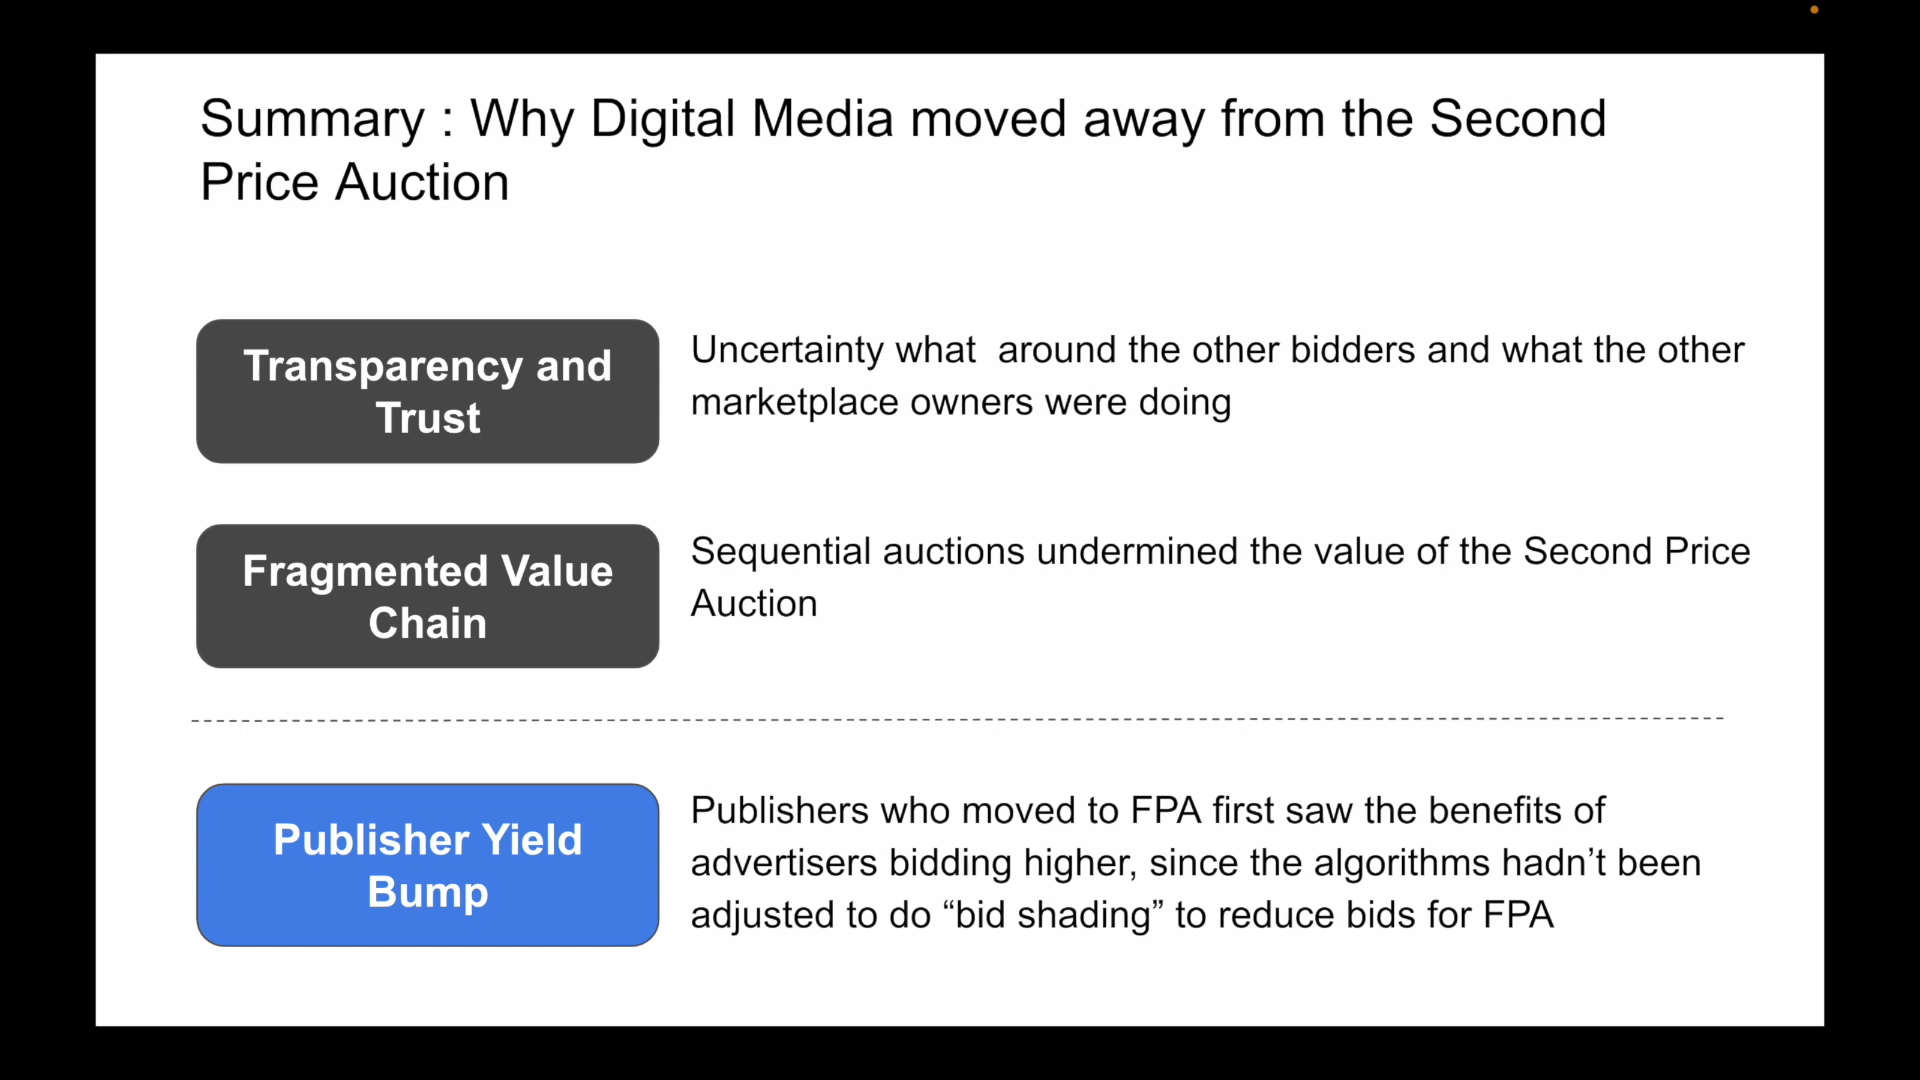 Summary : Why Digital Media moved away from the Second
Price Auction
Transparency and
Trust
Uncertainty what  around the other bidders and what the other
marketplace owners were doing
Fragmented Value
Chain
Sequential auctions undermined the value of the Second Price
Auction
Publisher Yield
Bump
Publishers who moved to FPA first saw the benefits of
advertisers bidding higher, since the algorithms hadn’t been
adjusted to do “bid shading” to reduce bids for FPA